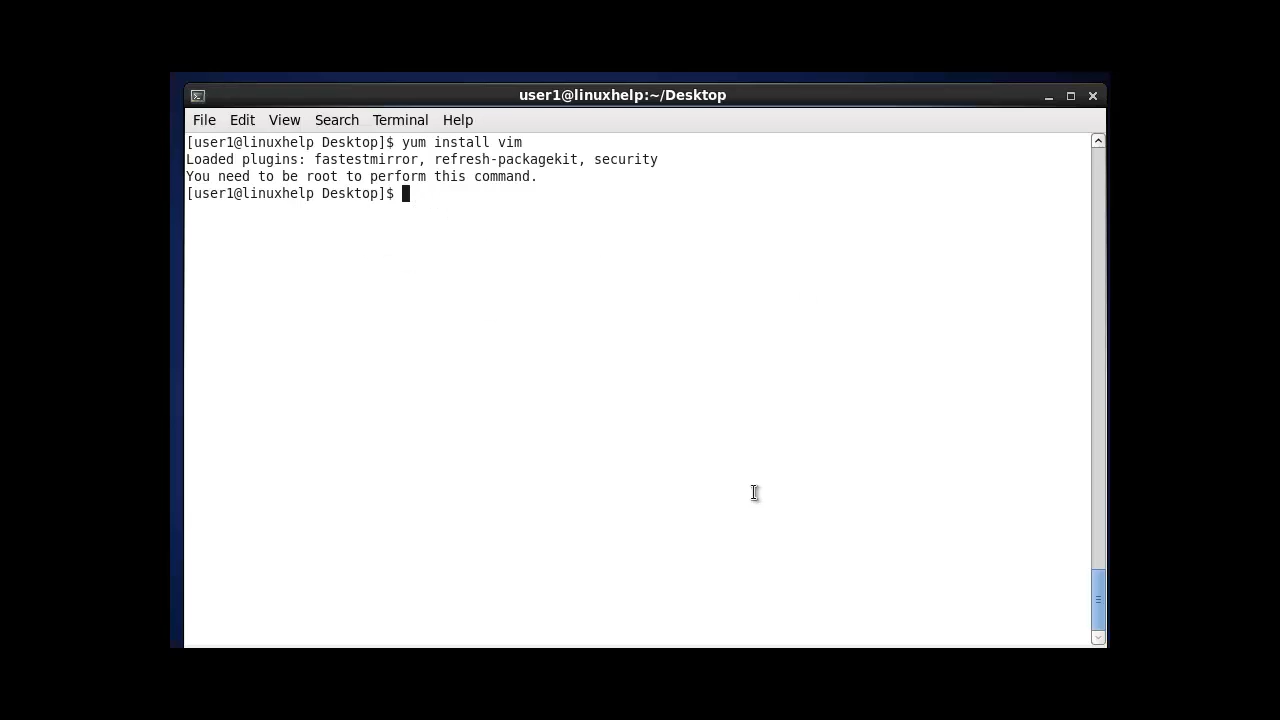 user1@linuxhelp:~/Desktop
File Edit View Search Terminal Help
[user1@linuxhelp Desktop]$ yum install vim
Loaded plugins: fastestmirror, refresh-packagekit, security
You need to be root to perform this command.
[user1@linuxhelp Desktop]$